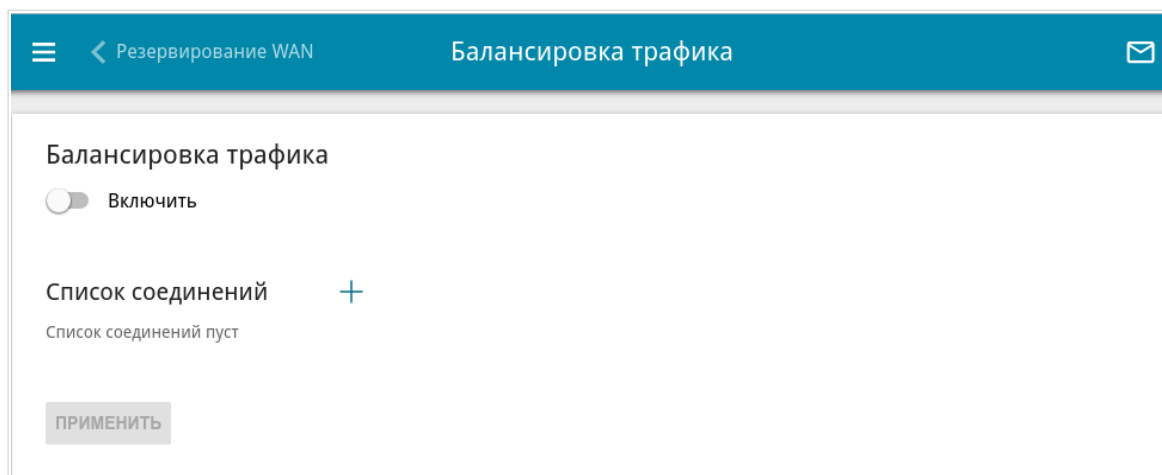 Резервирование WAN
Балансировка трафика
Балансировка трафика
Включить
Список соединений
Список соединений пуст
ПРИМЕНИТЬ